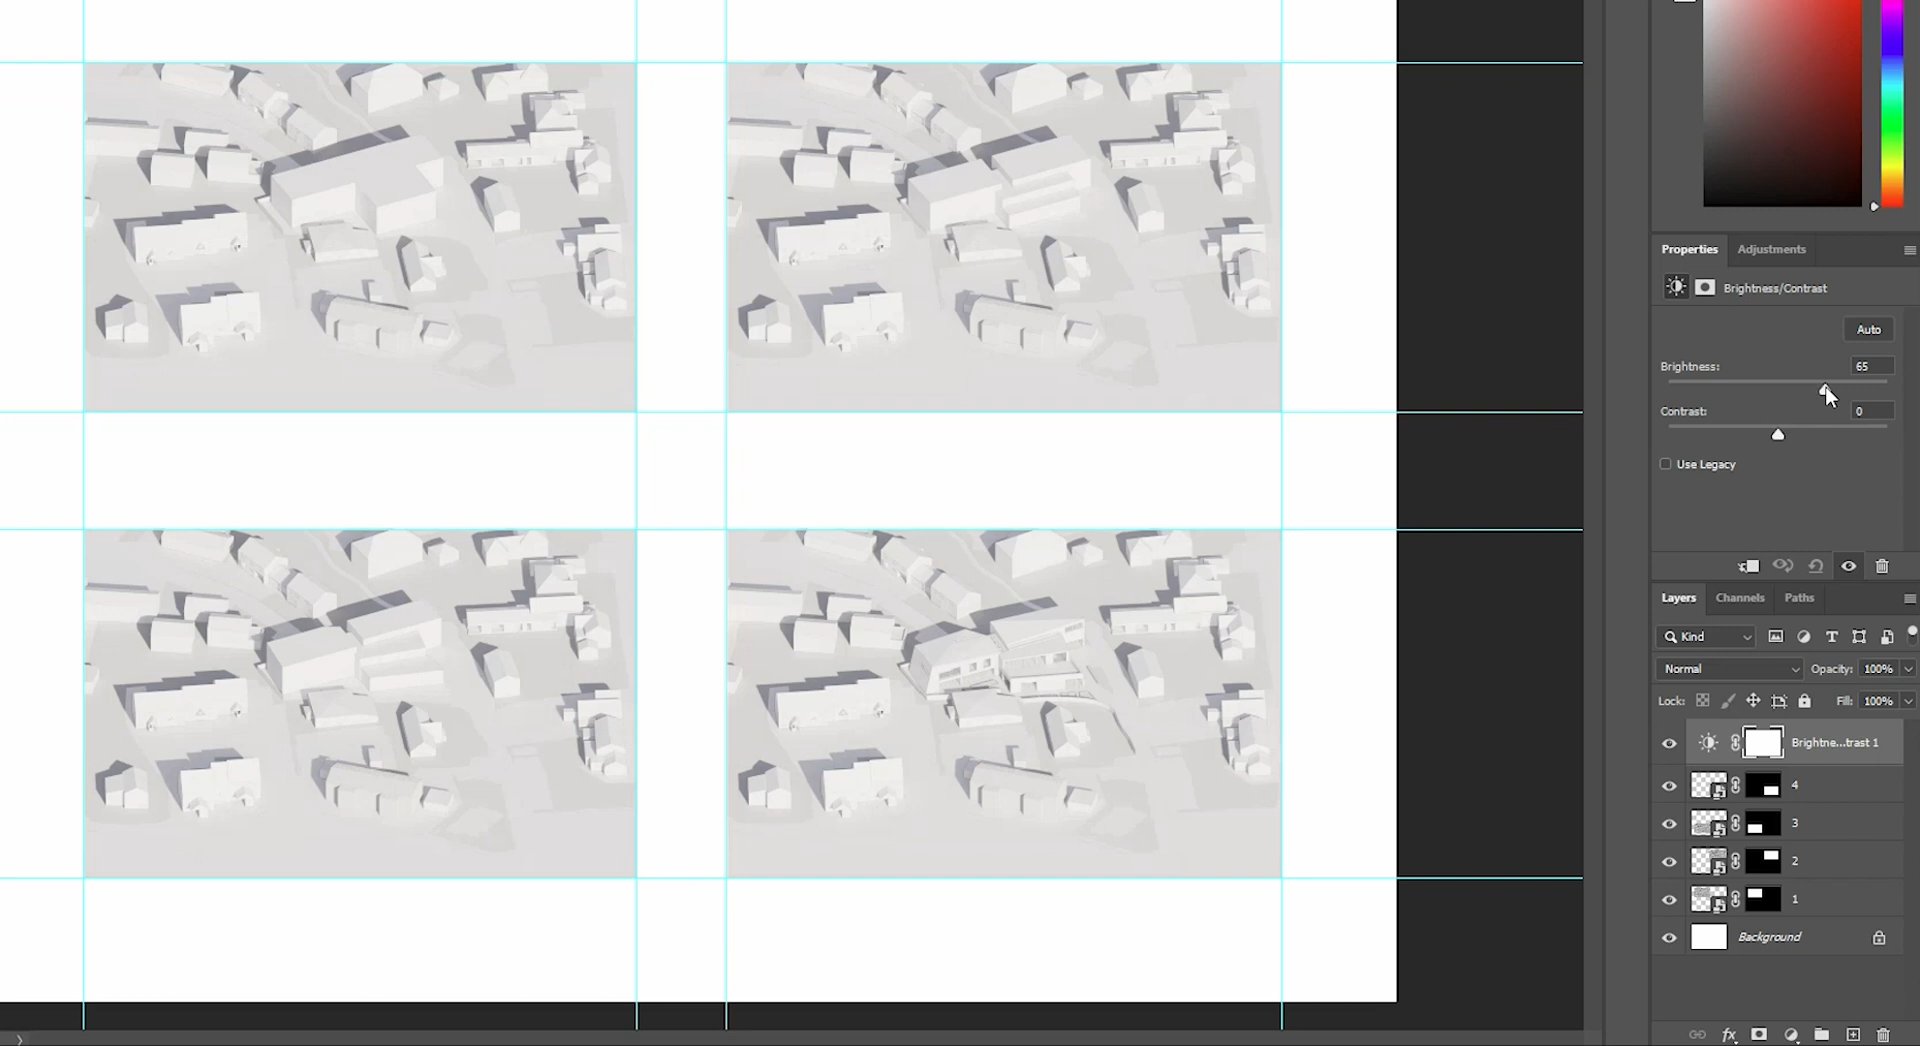 Properties Adjustments
Brightness/Contrast
Auto
Brightness: 65
Contrast: 0
Use Legacy
Layers Channels Paths
Kind
Normal Opacity: 100%
Lock: Fill: 100%
Brightne...trast 1
4
3
2
1
Background
fx